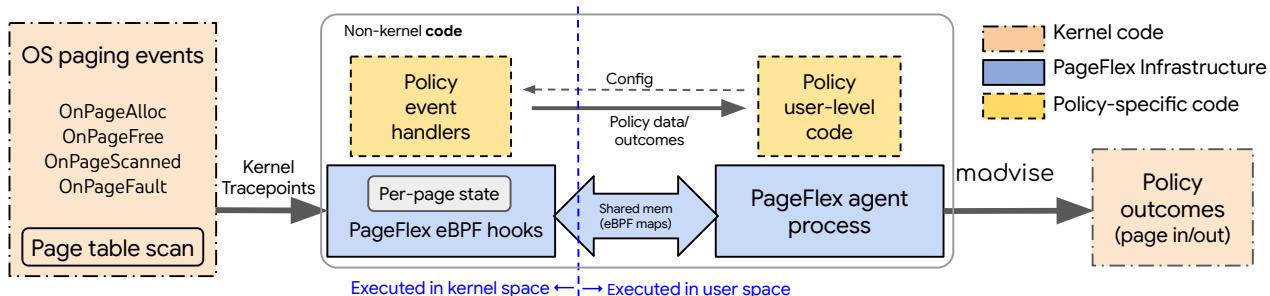 OS paging events
OnPageAlloc
OnPageFree
OnPageScanned
OnPageFault
Page table scan
Kernel
Tracepoints
Non-kernel code
Policy
event
handlers
Config
Policy data/
outcomes
Policy
user-level
code
Per-page state
PageFlex eBPF hooks
Shared mem
(eBPF maps)
PageFlex agent
process
Executed in kernel space
Executed in user space
madvise
Kernel code
PageFlex Infrastructure
Policy-specific code
Policy
outcomes
(page in/out)